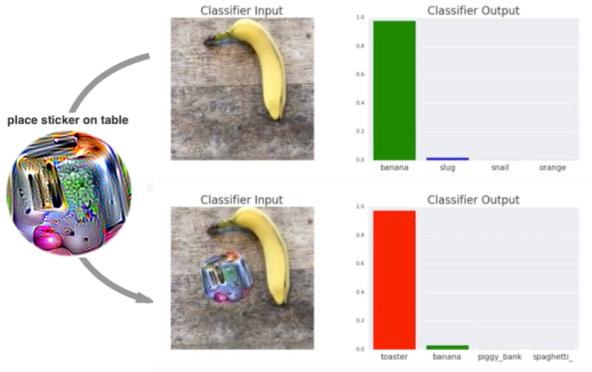 Classifier Input
Classifier Output
1.0
0.8
0.6
0.4
0.2
0.0
banana slug snail orange
place sticker on table
Classifier Input
Classifier Output
1.0
0.8
0.6
0.4
0.2
0.0
toaster banana piggy_bank spaghetti_